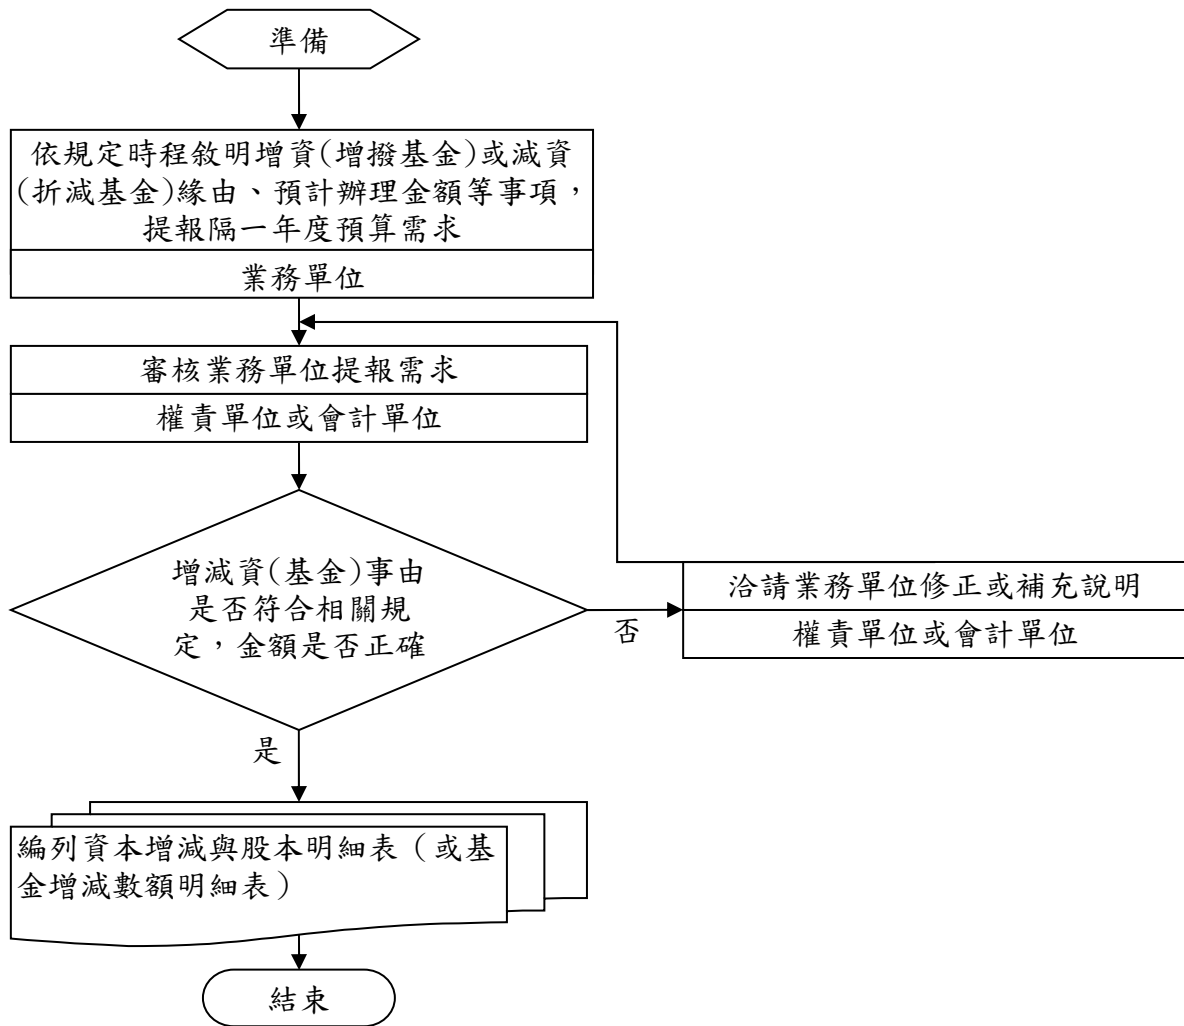 準備
依規定時程敘明增資(增撥基金)或減資
(折減基金)緣由、預計辦理金額等事項，
提報隔一年度預算需求
業務單位
審核業務單位提報需求
權責單位或會計單位
增減資(基金)事由
是否符合相關規
定，金額是否正確
否
洽請業務單位修正或補充說明
權責單位或會計單位
是
編列資本增減與股本明細表（或基
金增減數額明細表）
結束